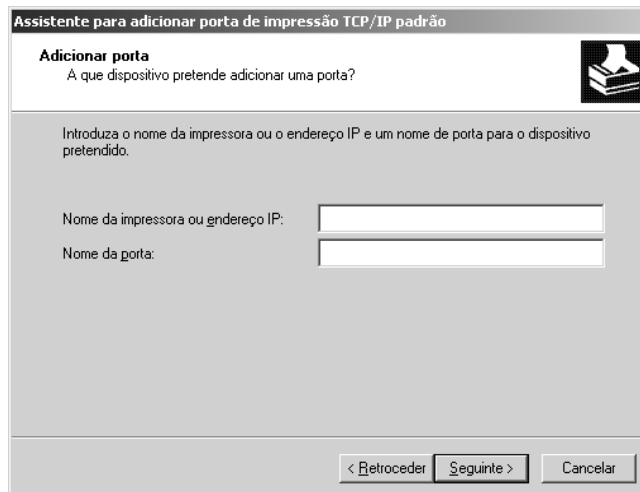 Assistente para adicionar porta de impressão TCP/IP padrão
Adicionar porta
A que dispositivo pretende adicionar uma porta?
Introduza o nome da impressora ou o endereço IP e um nome de porta para o dispositivo
pretendido.
Nome da impressora ou endereço IP:
Nome da porta:
< Retroceder Seguinte > Cancelar